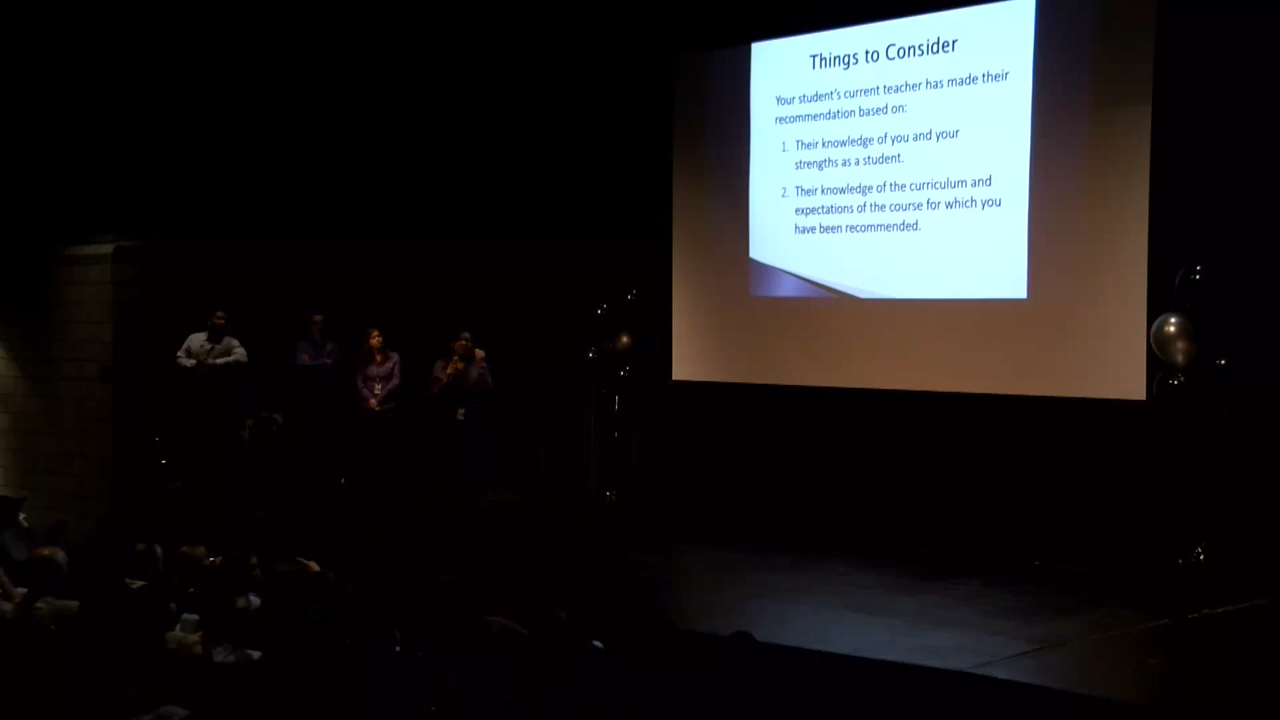 Things to Consider
Your student's current teacher has made their
recommendation based on:
1. Their knowledge of you and your
strengths as a student.
2. Their knowledge of the curriculum and
expectations of the course for which you
have been recommended.